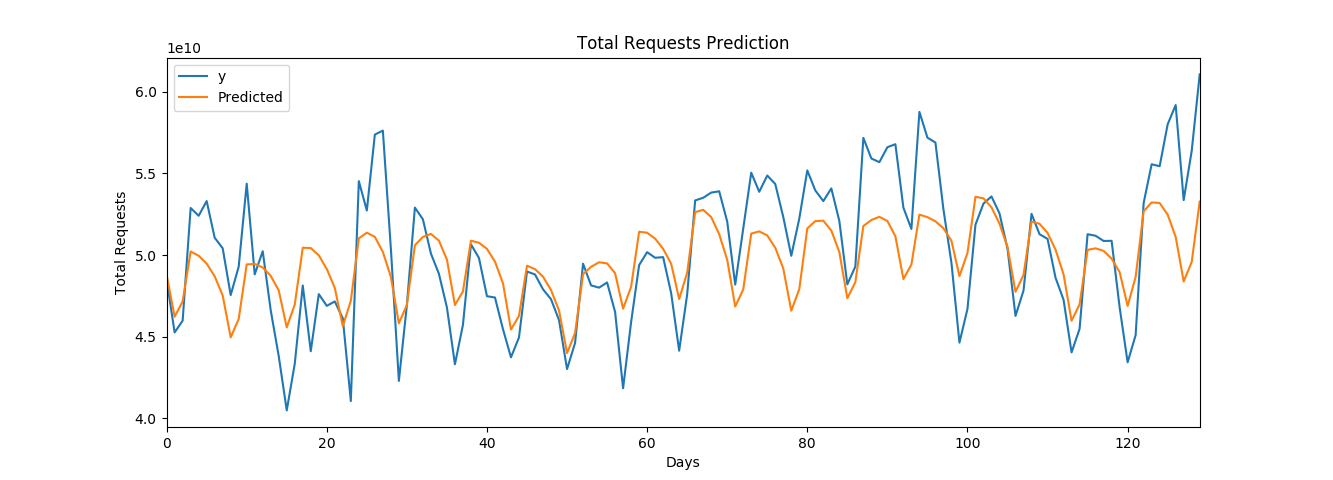 Total Requests Prediction
1e10
y
Predicted
6.0
5.5
5.0
4.5
4.0
Total Requests
0 20 40 60 80 100 120
Days